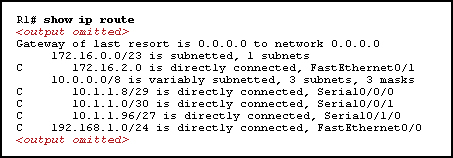 R1# show ip route
<output omitted>
Gateway of last resort is 0.0.0.0 to network 0.0.0.0
     172.16.0.0/23 is subnetted, 1 subnets
C       172.16.2.0 is directly connected, FastEthernet0/1
     10.0.0.0/8 is variably subnetted, 3 subnets, 3 masks
C       10.1.1.8/29 is directly connected, Serial0/0/0
C       10.1.1.0/30 is directly connected, Serial0/0/1
C       10.1.1.96/27 is directly connected, Serial0/1/0
C    192.168.1.0/24 is directly connected, FastEthernet0/0
<output omitted>